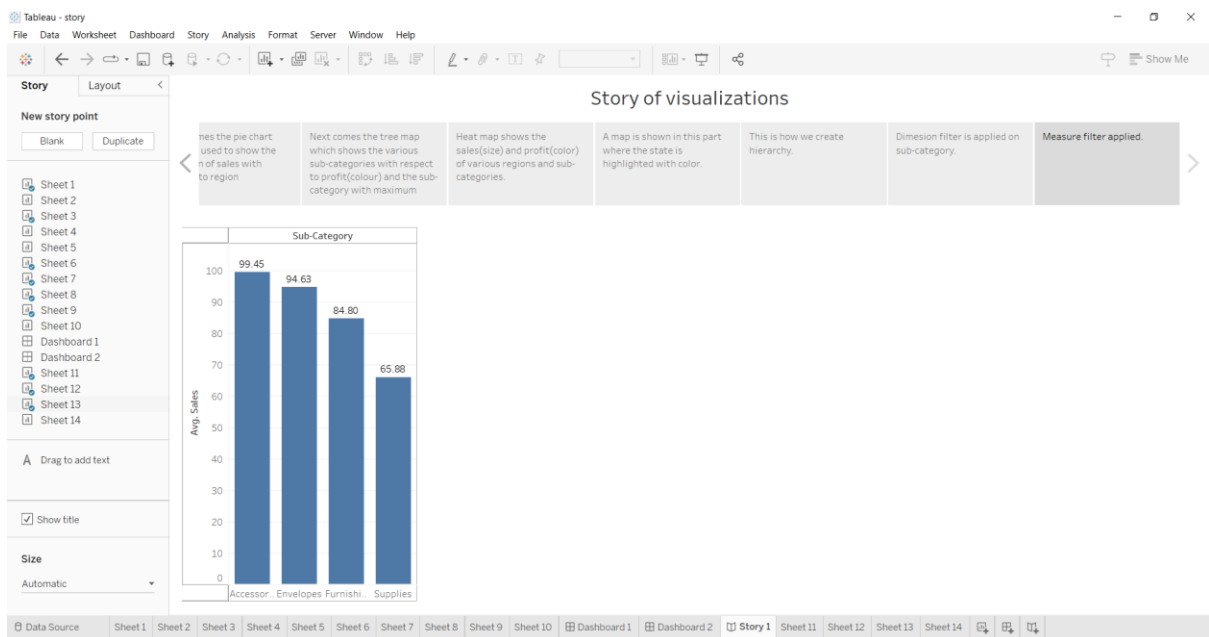 Tableau - story
File Data Worksheet Dashboard Story Analysis Format Server Window Help
Show Me
Story Layout
New story point
Blank Duplicate
Sheet 1
Sheet 2
Sheet 3
Sheet 4
Sheet 5
Sheet 6
Sheet 7
Sheet 8
Sheet 9
Sheet 10
Dashboard 1
Dashboard 2
Sheet 11
Sheet 12
Sheet 13
Sheet 14
A Drag to add text
Show title
Size
Automatic
Story of visualizations
mes the pie chart
used to show the
n of sales with
to region
Next comes the tree map
which shows the various
sub-categories with respect
to profit(colour) and the sub-
category with maximum
Heat map shows the
sales(size) and profit(color)
of various regions and sub-
categories.
A map is shown in this part
where the state is
highlighted with color.
This is how we create
hierarchy.
Dimesion filter is applied on
sub-category.
Measure filter applied.
Sub-Category
99.45
94.63
84.80
65.88
100
90
80
70
60
50
40
30
20
10
0
Avg. Sales
Accessor.. Envelopes Furnishi.. Supplies
Data Source Sheet 1 Sheet 2 Sheet 3 Sheet 4 Sheet 5 Sheet 6 Sheet 7 Sheet 8 Sheet 9 Sheet 10 Dashboard 1 Dashboard 2 Story 1 Sheet 11 Sheet 12 Sheet 13 Sheet 14